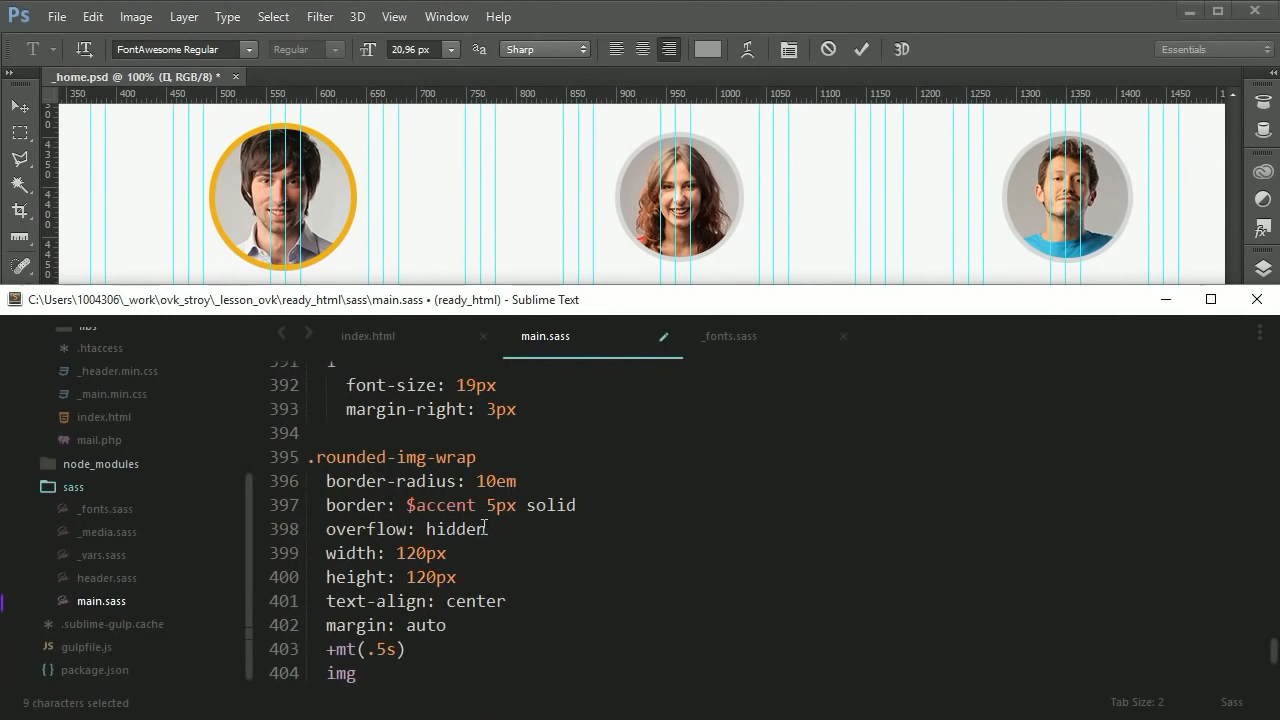 Ps File Edit Image Layer Type Select Filter 3D View Window Help
T FontAwesome Regular Regular 20,96 px Sharp 3D Essentials
_home.psd @ 100% (Ц, RGB/8) * ×
350 400 450 500 550 600 650 700 750 800 850 900 950 1000 1050 1100 1150 1200 1250 1300 1350 1400 1450
C:\Users\1004306\_work\ovk_stroy\_lesson_ovk\ready_html\sass\main.sass • (ready_html) - Sublime Text
index.html main.sass _fonts.sass
libs
.htaccess
_header.min.css
_main.min.css
index.html
mail.php
node_modules
sass
_fonts.sass
_media.sass
_vars.sass
header.sass
main.sass
.sublime-gulp.cache
gulpfile.js
package.json
391 i
392 font-size: 19px
393 margin-right: 3px
394
395 .rounded-img-wrap
396 border-radius: 10em
397 border: $accent 5px solid
398 overflow: hidden
399 width: 120px
400 height: 120px
401 text-align: center
402 margin: auto
403 +mt(.5s)
404 img
9 characters selected Tab Size: 2 Sass